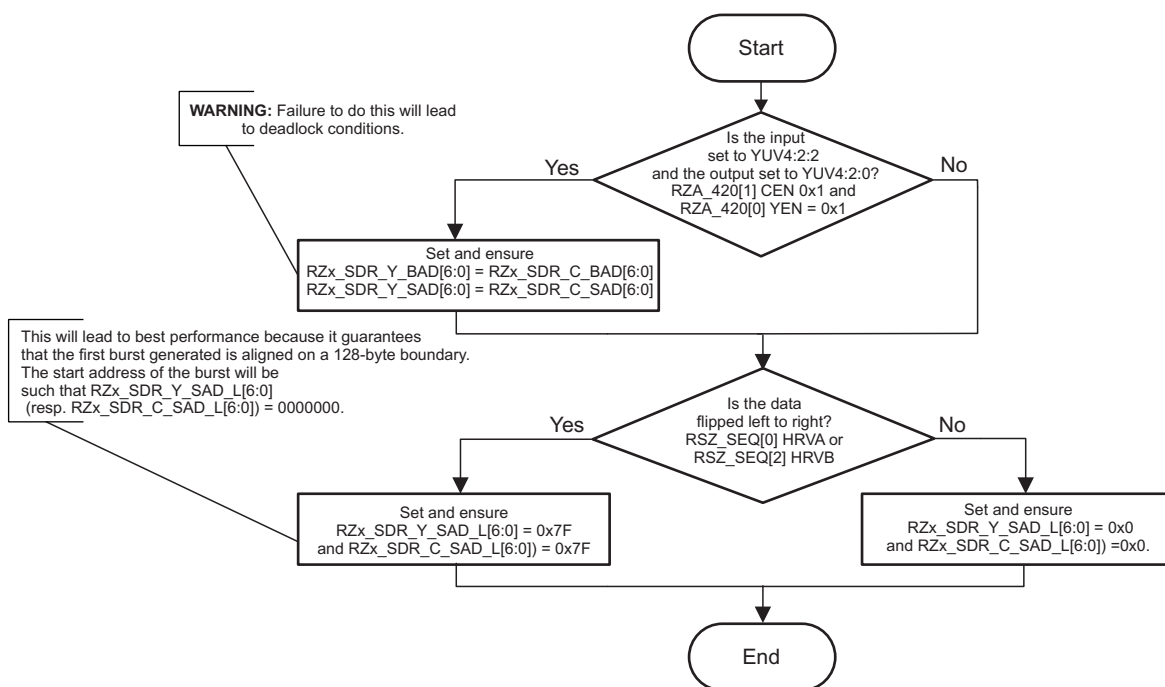 Start
WARNING: Failure to do this will lead
to deadlock conditions.
Is the input
set to YUV4:2:2
and the output set to YUV4:2:0?
RZA_420[1] CEN 0x1 and
RZA_420[0] YEN = 0x1
Yes
No
Set and ensure
RZx_SDR_Y_BAD[6:0] = RZx_SDR_C_BAD[6:0]
RZx_SDR_Y_SAD[6:0] = RZx_SDR_C_SAD[6:0]
This will lead to best performance because it guarantees
that the first burst generated is aligned on a 128-byte boundary.
The start address of the burst will be
such that RZx_SDR_Y_SAD_L[6:0]
(resp. RZx_SDR_C_SAD_L[6:0]) = 0000000.
Is the data
flipped left to right?
RSZ_SEQ[0] HRVA or
RSZ_SEQ[2] HRVB
Yes
No
Set and ensure
RZx_SDR_Y_SAD_L[6:0] = 0x7F
and RZx_SDR_C_SAD_L[6:0]) = 0x7F
Set and ensure
RZx_SDR_Y_SAD_L[6:0] = 0x0
and RZx_SDR_C_SAD_L[6:0]) =0x0.
End